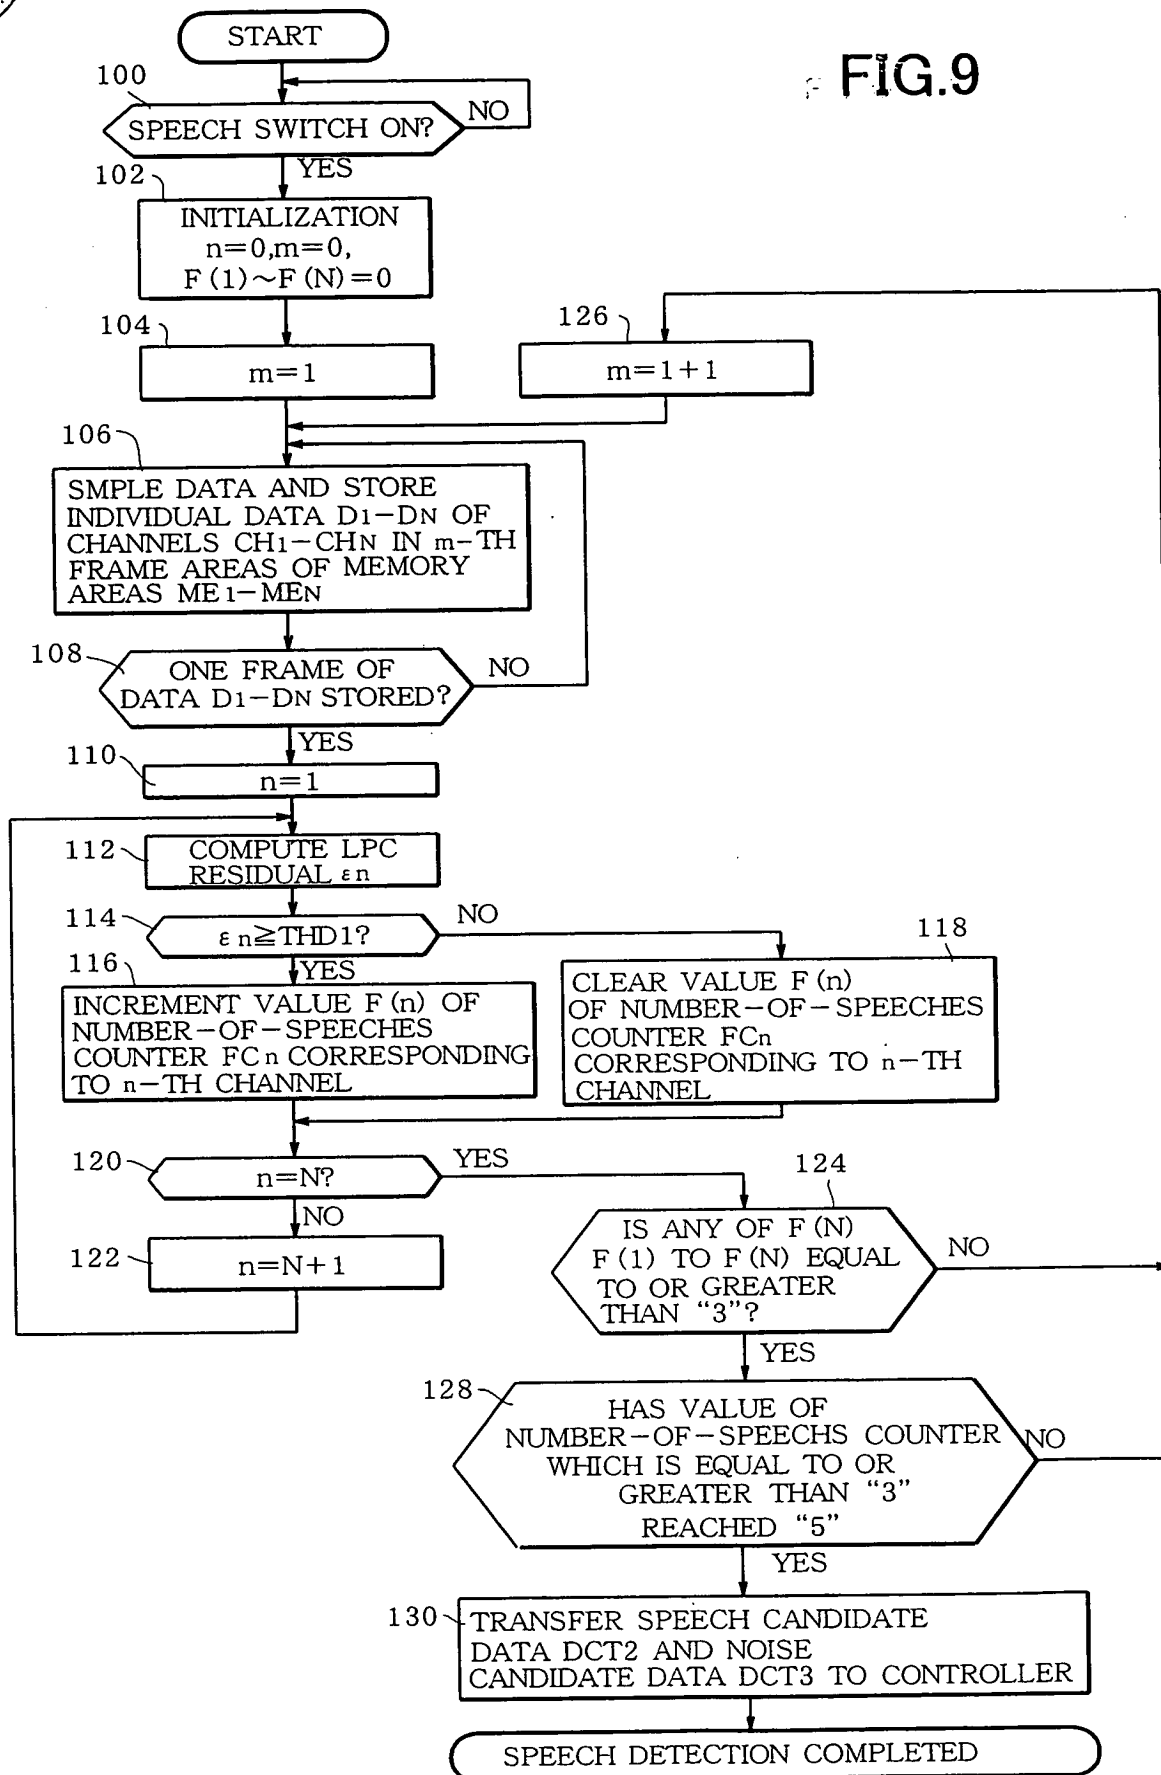 FIG.9
START
100
SPEECH SWITCH ON?
NO
YES
102
INITIALIZATION
n=0,m=0,
F(1)~F(N)=0
104
m=1
126
m=1+1
106
SMPLE DATA AND STORE
INDIVIDUAL DATA D1-DN OF
CHANNELS CH1-CHN IN m-TH
FRAME AREAS OF MEMORY
AREAS ME1-MEN
108
ONE FRAME OF
DATA D1-DN STORED?
NO
YES
110
n=1
112
COMPUTE LPC
RESIDUAL εn
114
εn≧THD1?
NO
YES
116
INCREMENT VALUE F(n) OF
NUMBER-OF-SPEECHES
COUNTER FCn CORRESPONDING
TO n-TH CHANNEL
118
CLEAR VALUE F(n)
OF NUMBER-OF-SPEECHES
COUNTER FCn
CORRESPONDING TO n-TH
CHANNEL
120
n=N?
YES
NO
122
n=N+1
124
IS ANY OF F(N)
F(1) TO F(N) EQUAL
TO OR GREATER
THAN “3”?
NO
YES
128
HAS VALUE OF
NUMBER-OF-SPEECHS COUNTER
WHICH IS EQUAL TO OR
GREATER THAN “3”
REACHED “5”
NO
YES
130
TRANSFER SPEECH CANDIDATE
DATA DCT2 AND NOISE
CANDIDATE DATA DCT3 TO CONTROLLER
SPEECH DETECTION COMPLETED